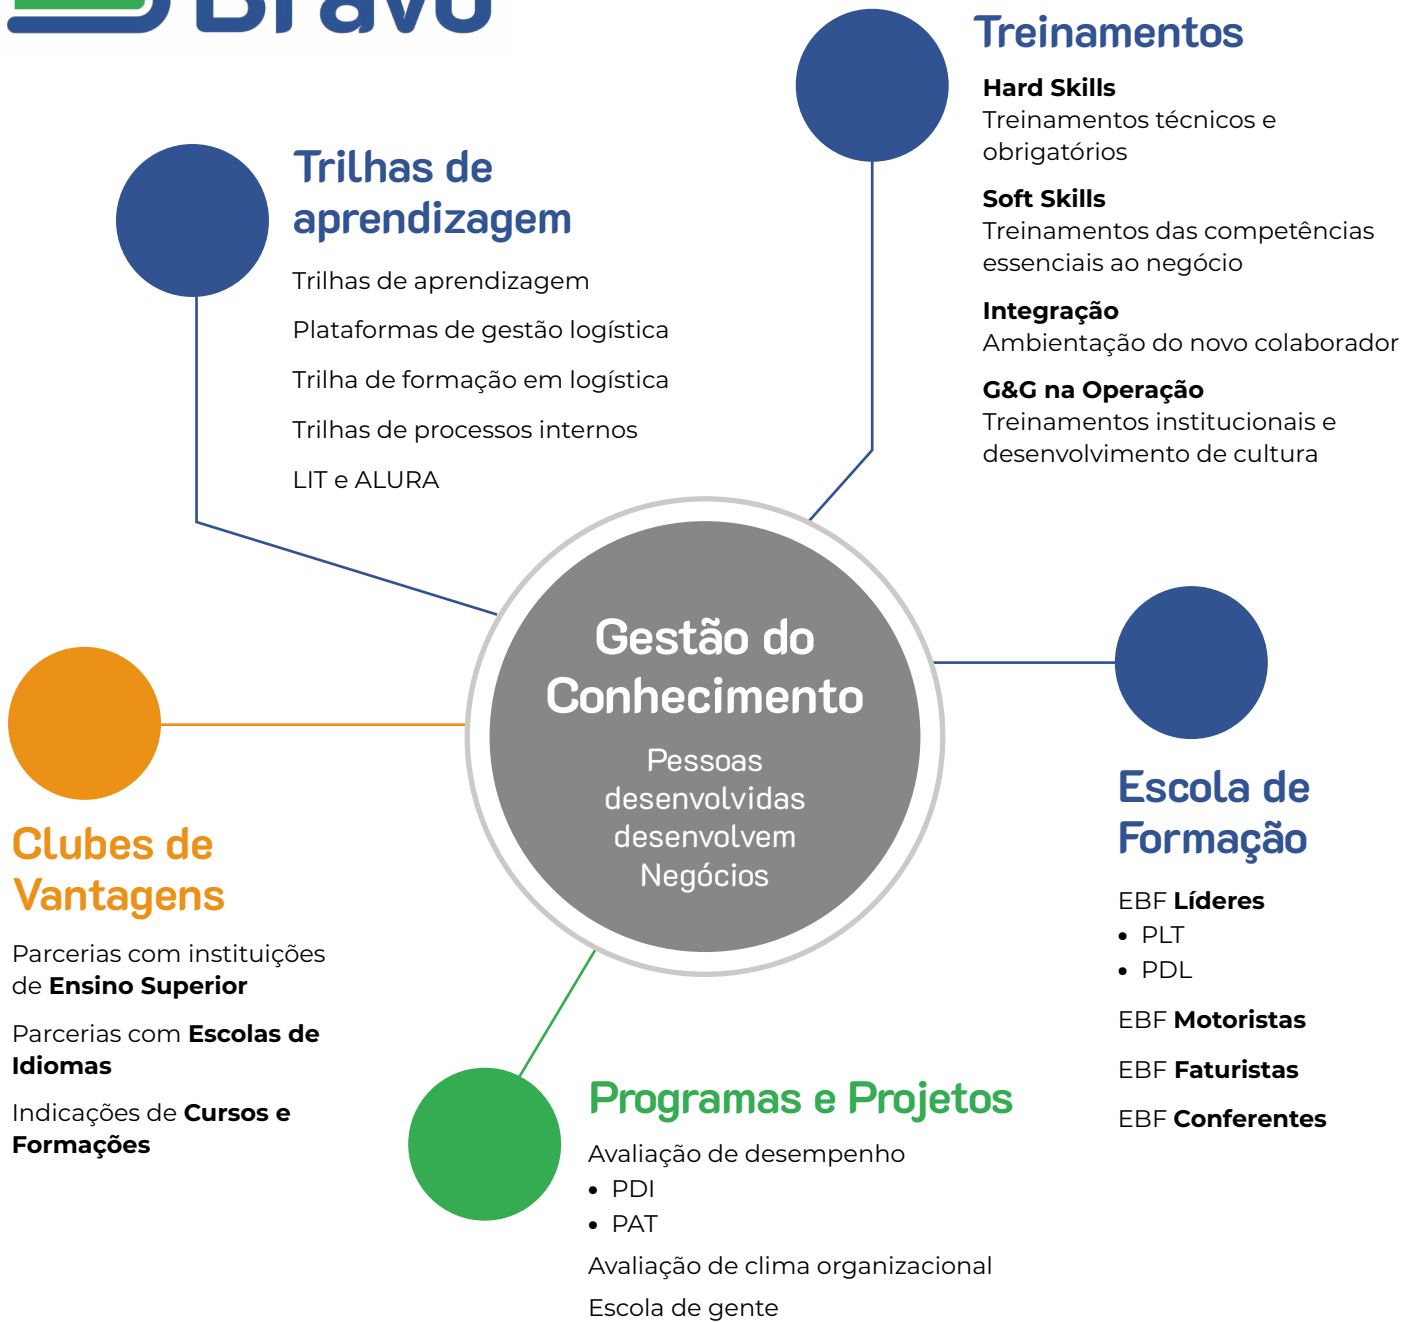 Bravo
Treinamentos
Hard Skills
Treinamentos técnicos e
obrigatórios
Soft Skills
Treinamentos das competências
essenciais ao negócio
Integração
Ambientação do novo colaborador
G&G na Operação
Treinamentos institucionais e
desenvolvimento de cultura
Trilhas de
aprendizagem
Trilhas de aprendizagem
Plataformas de gestão logística
Trilha de formação em logística
Trilhas de processos internos
LIT e ALURA
Gestão do
Conhecimento
Pessoas
desenvolvidas
desenvolvem
Negócios
Escola de
Formação
EBF Líderes
• PLT
• PDL
EBF Motoristas
EBF Faturistas
EBF Conferentes
Clubes de
Vantagens
Parcerias com instituições
de Ensino Superior
Parcerias com Escolas de
Idiomas
Indicações de Cursos e
Formações
Programas e Projetos
Avaliação de desempenho
• PDI
• PAT
Avaliação de clima organizacional
Escola de gente